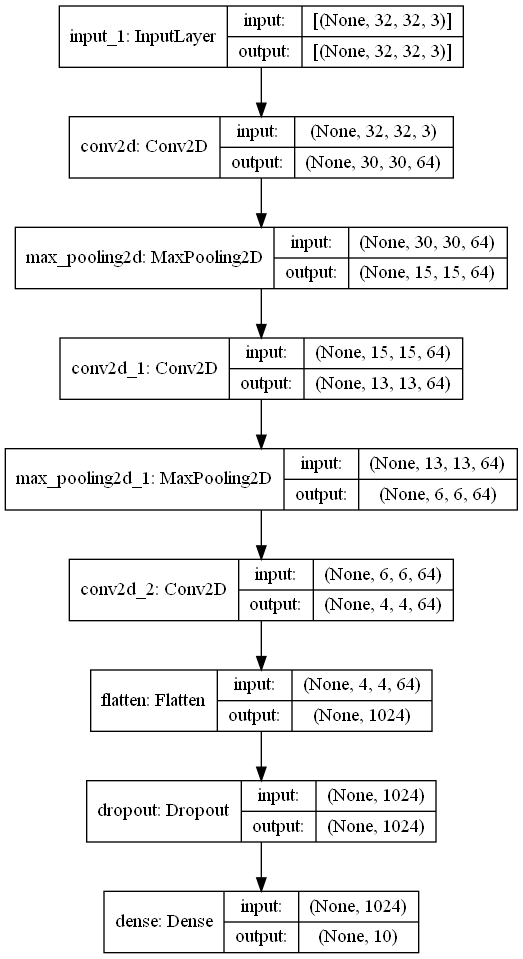 input_1: InputLayer
input:
[(None, 32, 32, 3)]
output:
[(None, 32, 32, 3)]
conv2d: Conv2D
input:
(None, 32, 32, 3)
output:
(None, 30, 30, 64)
max_pooling2d: MaxPooling2D
input:
(None, 30, 30, 64)
output:
(None, 15, 15, 64)
conv2d_1: Conv2D
input:
(None, 15, 15, 64)
output:
(None, 13, 13, 64)
max_pooling2d_1: MaxPooling2D
input:
(None, 13, 13, 64)
output:
(None, 6, 6, 64)
conv2d_2: Conv2D
input:
(None, 6, 6, 64)
output:
(None, 4, 4, 64)
flatten: Flatten
input:
(None, 4, 4, 64)
output:
(None, 1024)
dropout: Dropout
input:
(None, 1024)
output:
(None, 1024)
dense: Dense
input:
(None, 1024)
output:
(None, 10)